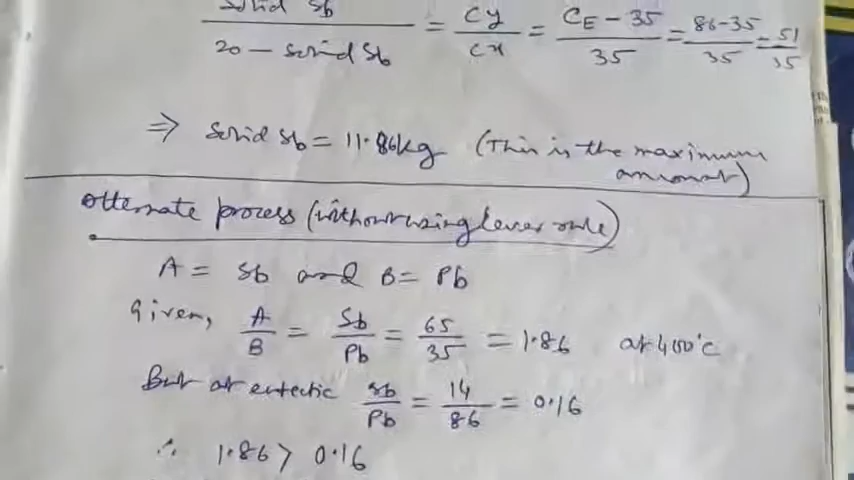 Solid Sb / 20 - Solid Sb = Cy / Cx = CE - 35 / 35 = 86-35 / 35 = 51 / 35
⇒ Solid Sb = 11.86kg (This is the maximum
amount)
Alternate process (without using lever rule)
A = Sb and B = Pb
Given, A/B = Sb/Pb = 65/35 = 1.86 at 400°C
But at eutectic Sb/Pb = 14/86 = 0.16
∴ 1.86 > 0.16